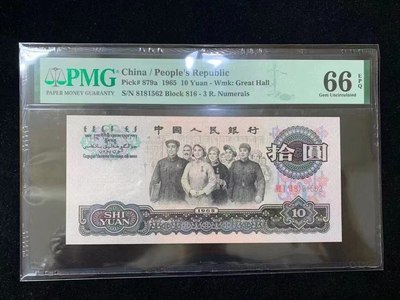 PMG
PAPER MONEY GUARANTY
China / People's Republic
Pick# 879a 1965 10 Yuan - Wmk: Great Hall
S/N 8181562 Block 816 - 3 R. Numerals
66 EPQ
Gem Uncirculated
中國人民銀行
拾圓
SHI
YUAN
1965
10